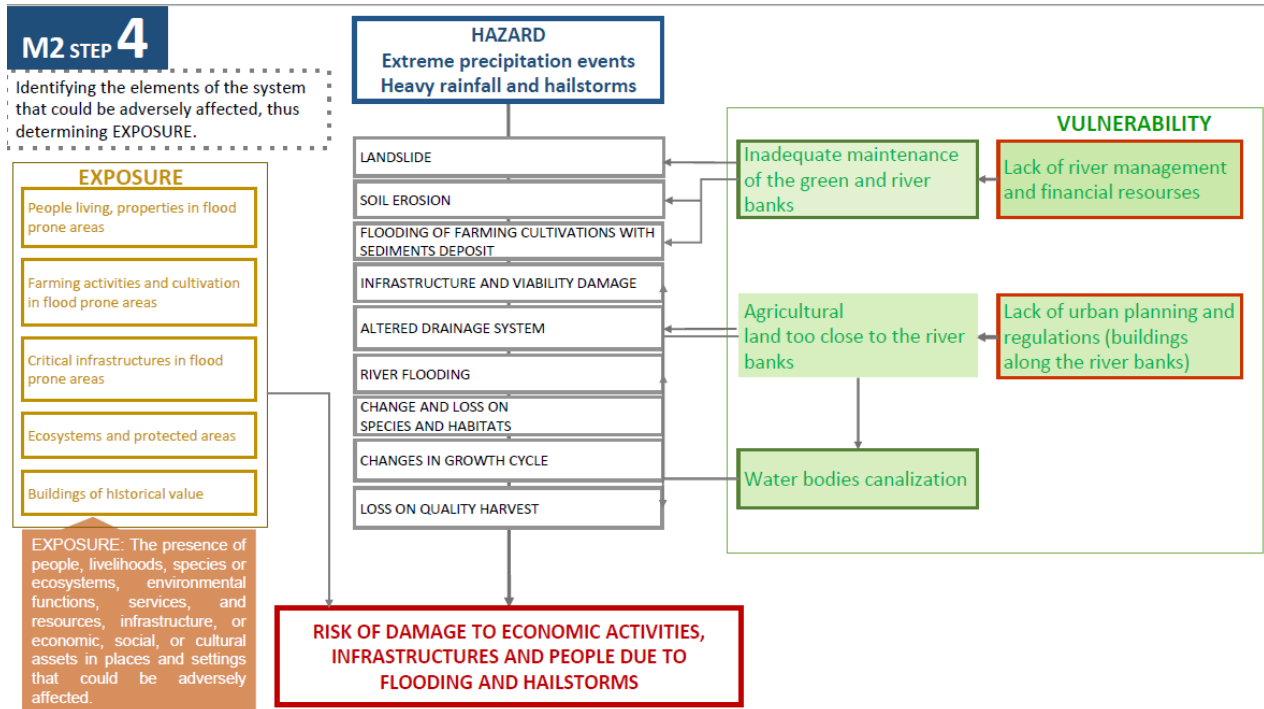 M2 STEP 4
Identifying the elements of the system
that could be adversely affected, thus
determining EXPOSURE.
EXPOSURE
People living, properties in flood
prone areas
Farming activities and cultivation
in flood prone areas
Critical infrastructures in flood
prone areas
Ecosystems and protected areas
Buildings of historical value
EXPOSURE: The presence of
people, livelihoods, species or
ecosystems, environmental
functions, services, and
resources, infrastructure, or
economic, social, or cultural
assets in places and settings
that could be adversely
affected.
HAZARD
Extreme precipitation events
Heavy rainfall and hailstorms
LANDSLIDE
SOIL EROSION
FLOODING OF FARMING CULTIVATIONS WITH
SEDIMENTS DEPOSIT
INFRASTRUCTURE AND VIABILITY DAMAGE
ALTERED DRAINAGE SYSTEM
RIVER FLOODING
CHANGE AND LOSS ON
SPECIES AND HABITATS
CHANGES IN GROWTH CYCLE
LOSS ON QUALITY HARVEST
RISK OF DAMAGE TO ECONOMIC ACTIVITIES,
INFRASTRUCTURES AND PEOPLE DUE TO
FLOODING AND HAILSTORMS
VULNERABILITY
Inadequate maintenance
of the green and river
banks
Lack of river management
and financial resourses
Agricultural
land too close to the river
banks
Lack of urban planning and
regulations (buildings
along the river banks)
Water bodies canalization